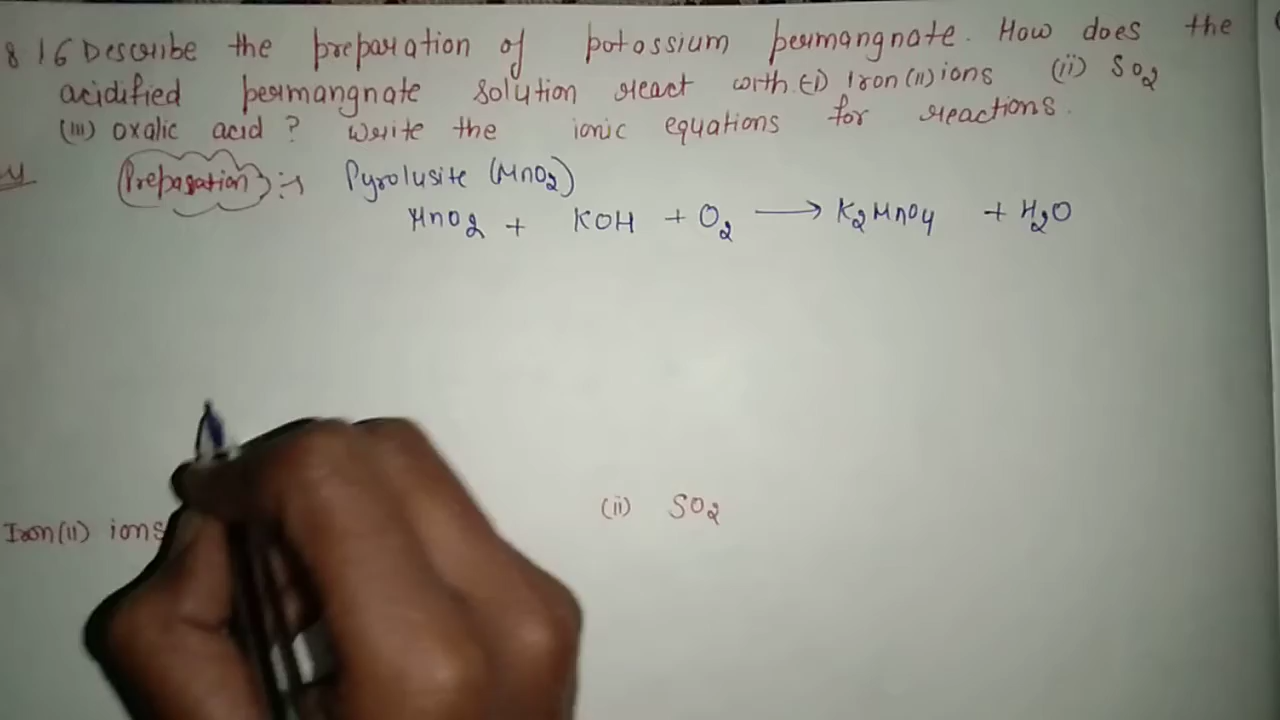 8 16 Describe the preparation of potossium permangnate. How does the
acidified permangnate solution react with (i) Iron(II) ions (ii) SO2
(iii) oxalic acid? Write the ionic equations for reactions.
Preparation :→ Pyrolusite (MnO2)
MnO2 + KOH + O2 ⟶ K2MnO4 + H2O
(ii) SO2
Iron(II) ions